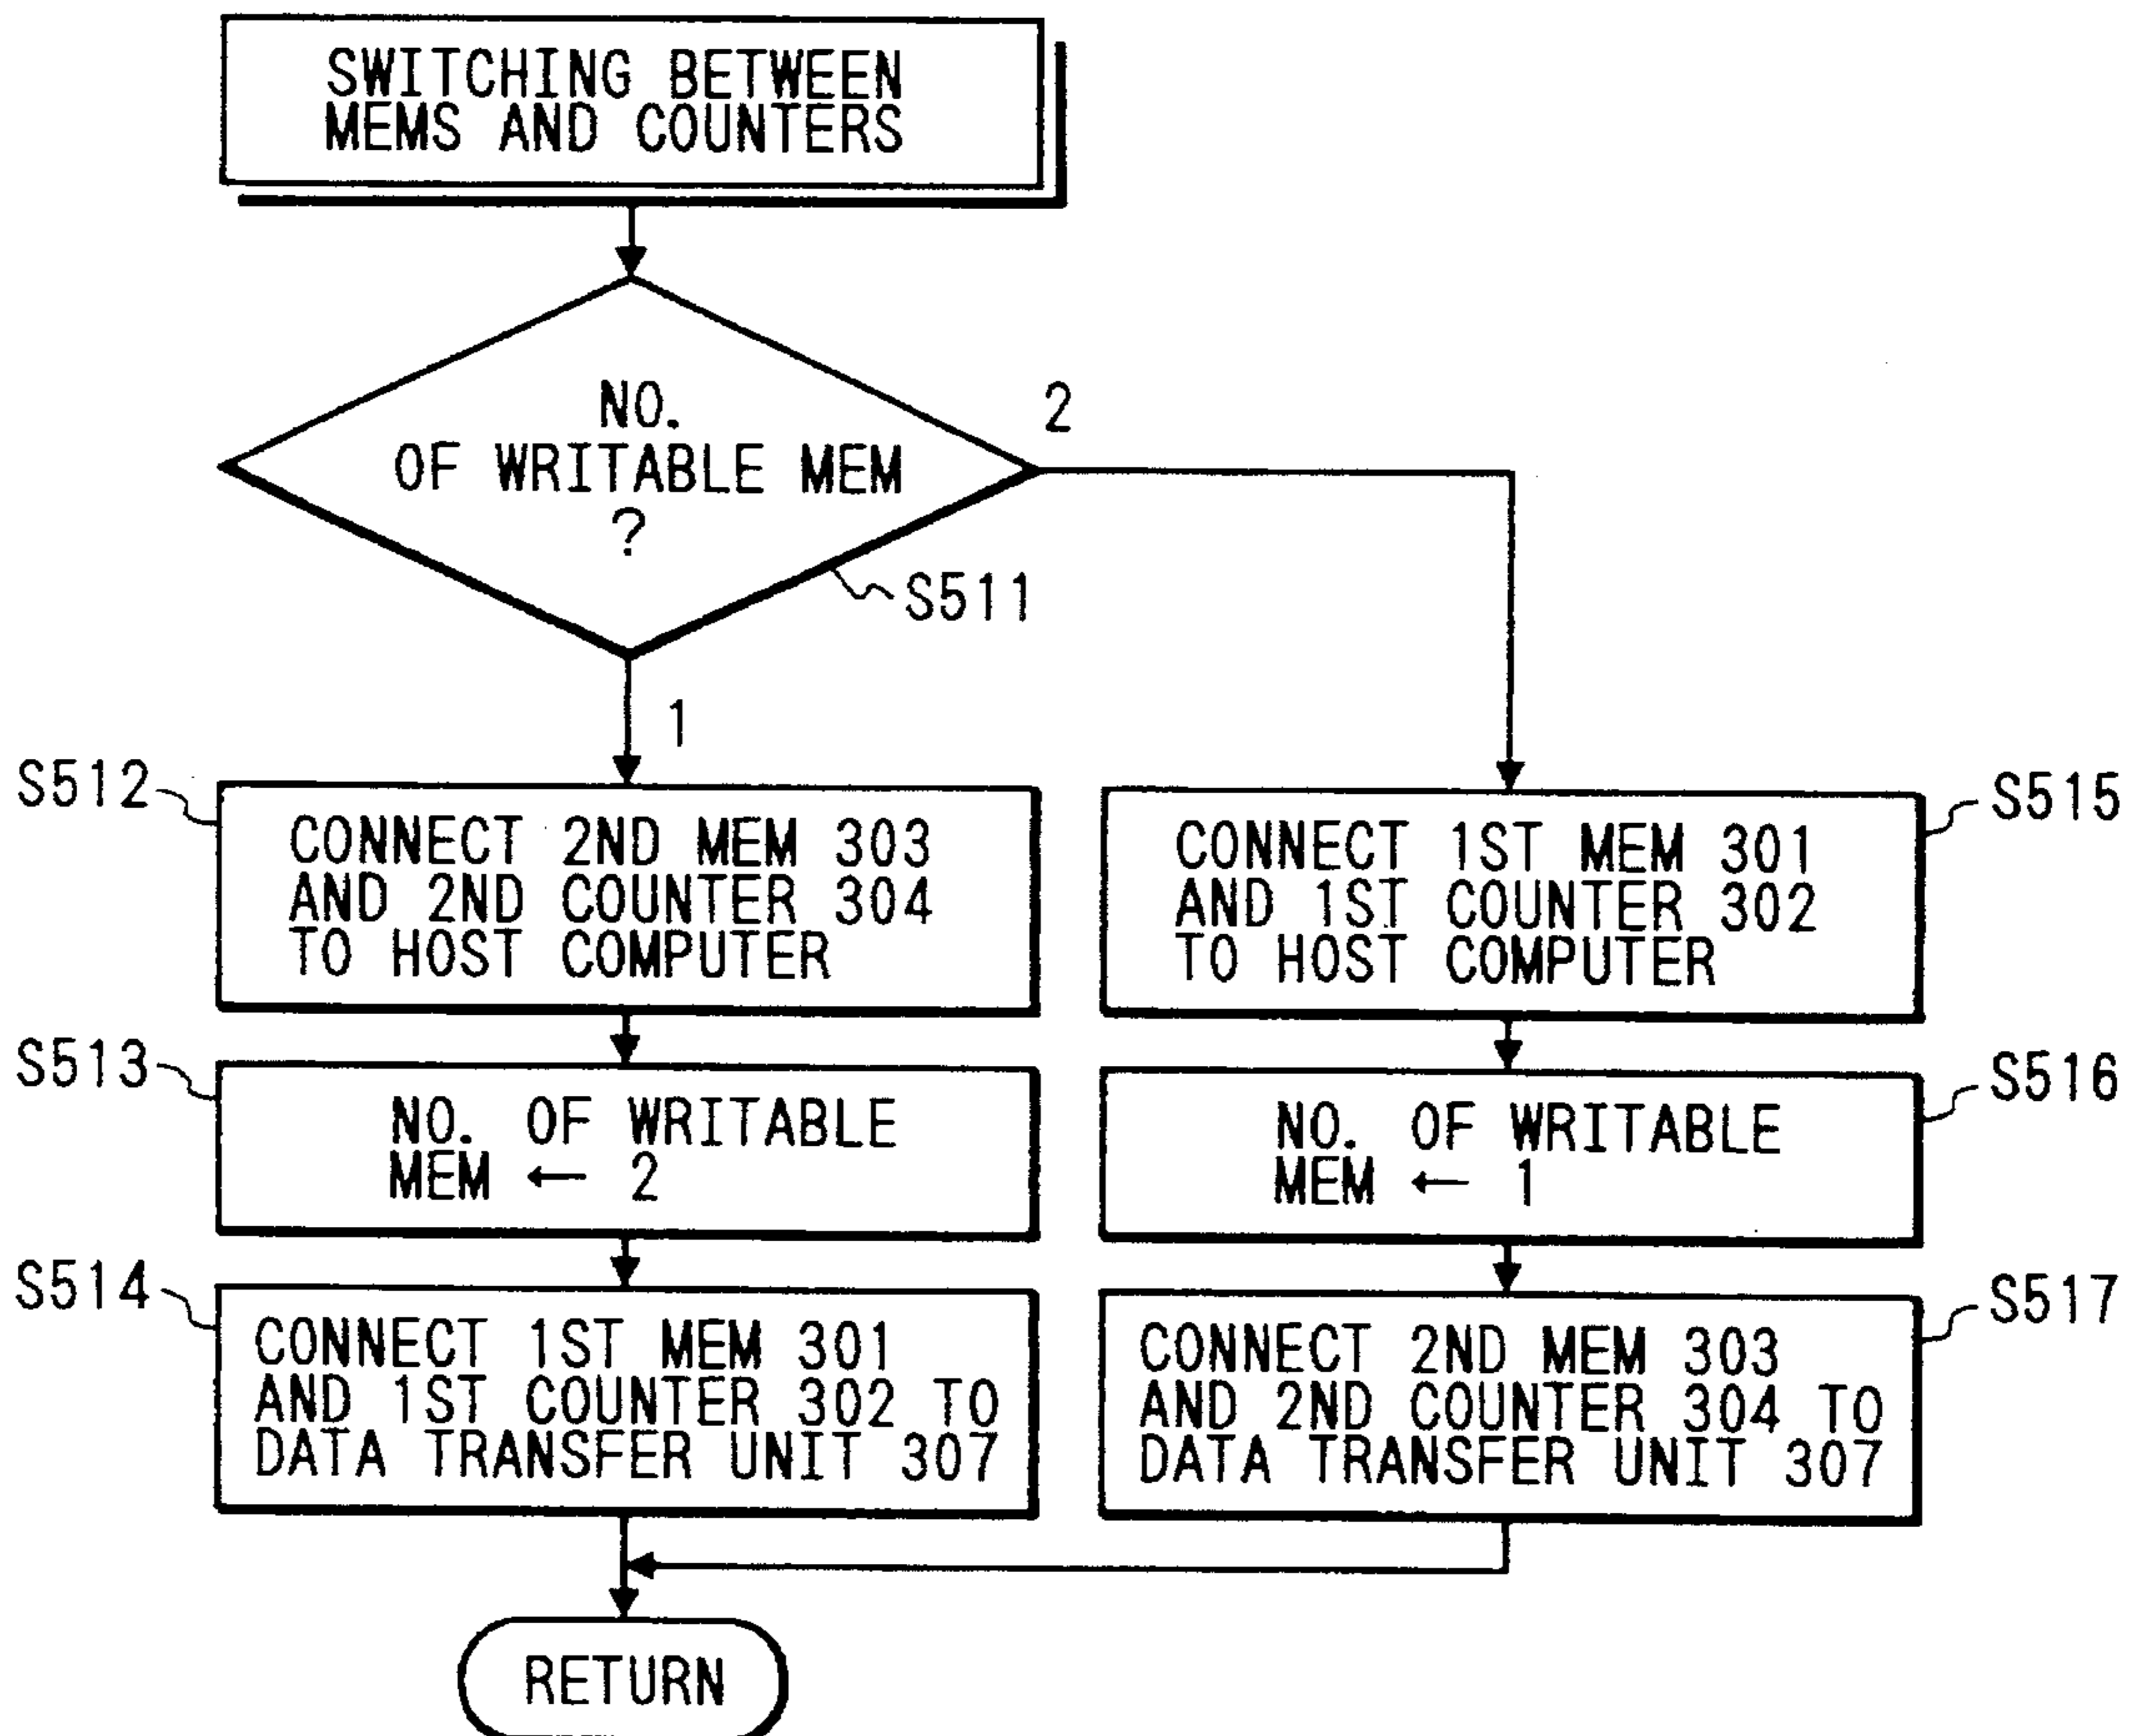 SWITCHING BETWEEN
MEMS AND COUNTERS
NO.
OF WRITABLE MEM
?
2
S511
1
S512
CONNECT 2ND MEM 303
AND 2ND COUNTER 304
TO HOST COMPUTER
S515
CONNECT 1ST MEM 301
AND 1ST COUNTER 302
TO HOST COMPUTER
S513
NO. OF WRITABLE
MEM ← 2
S516
NO. OF WRITABLE
MEM ← 1
S514
CONNECT 1ST MEM 301
AND 1ST COUNTER 302 TO
DATA TRANSFER UNIT 307
S517
CONNECT 2ND MEM 303
AND 2ND COUNTER 304 TO
DATA TRANSFER UNIT 307
RETURN